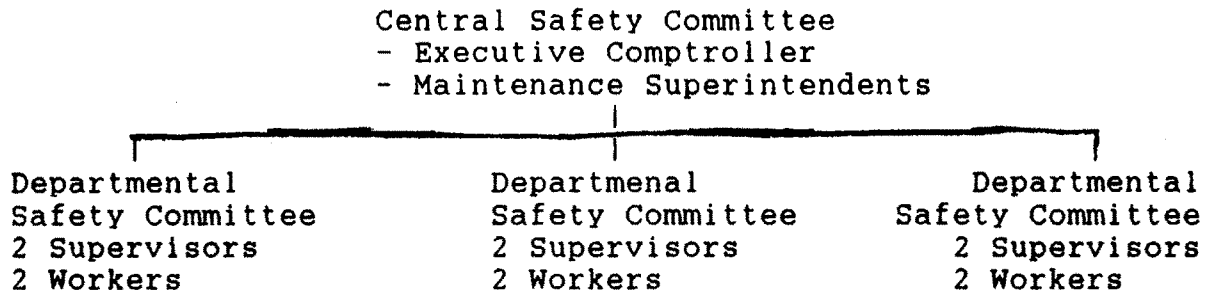 Central Safety Committee
- Executive Comptroller
- Maintenance Superintendents
Departmental
Safety Committee
2 Supervisors
2 Workers
Departmenal
Safety Committee
2 Supervisors
2 Workers
Departmental
Safety Committee
2 Supervisors
2 Workers